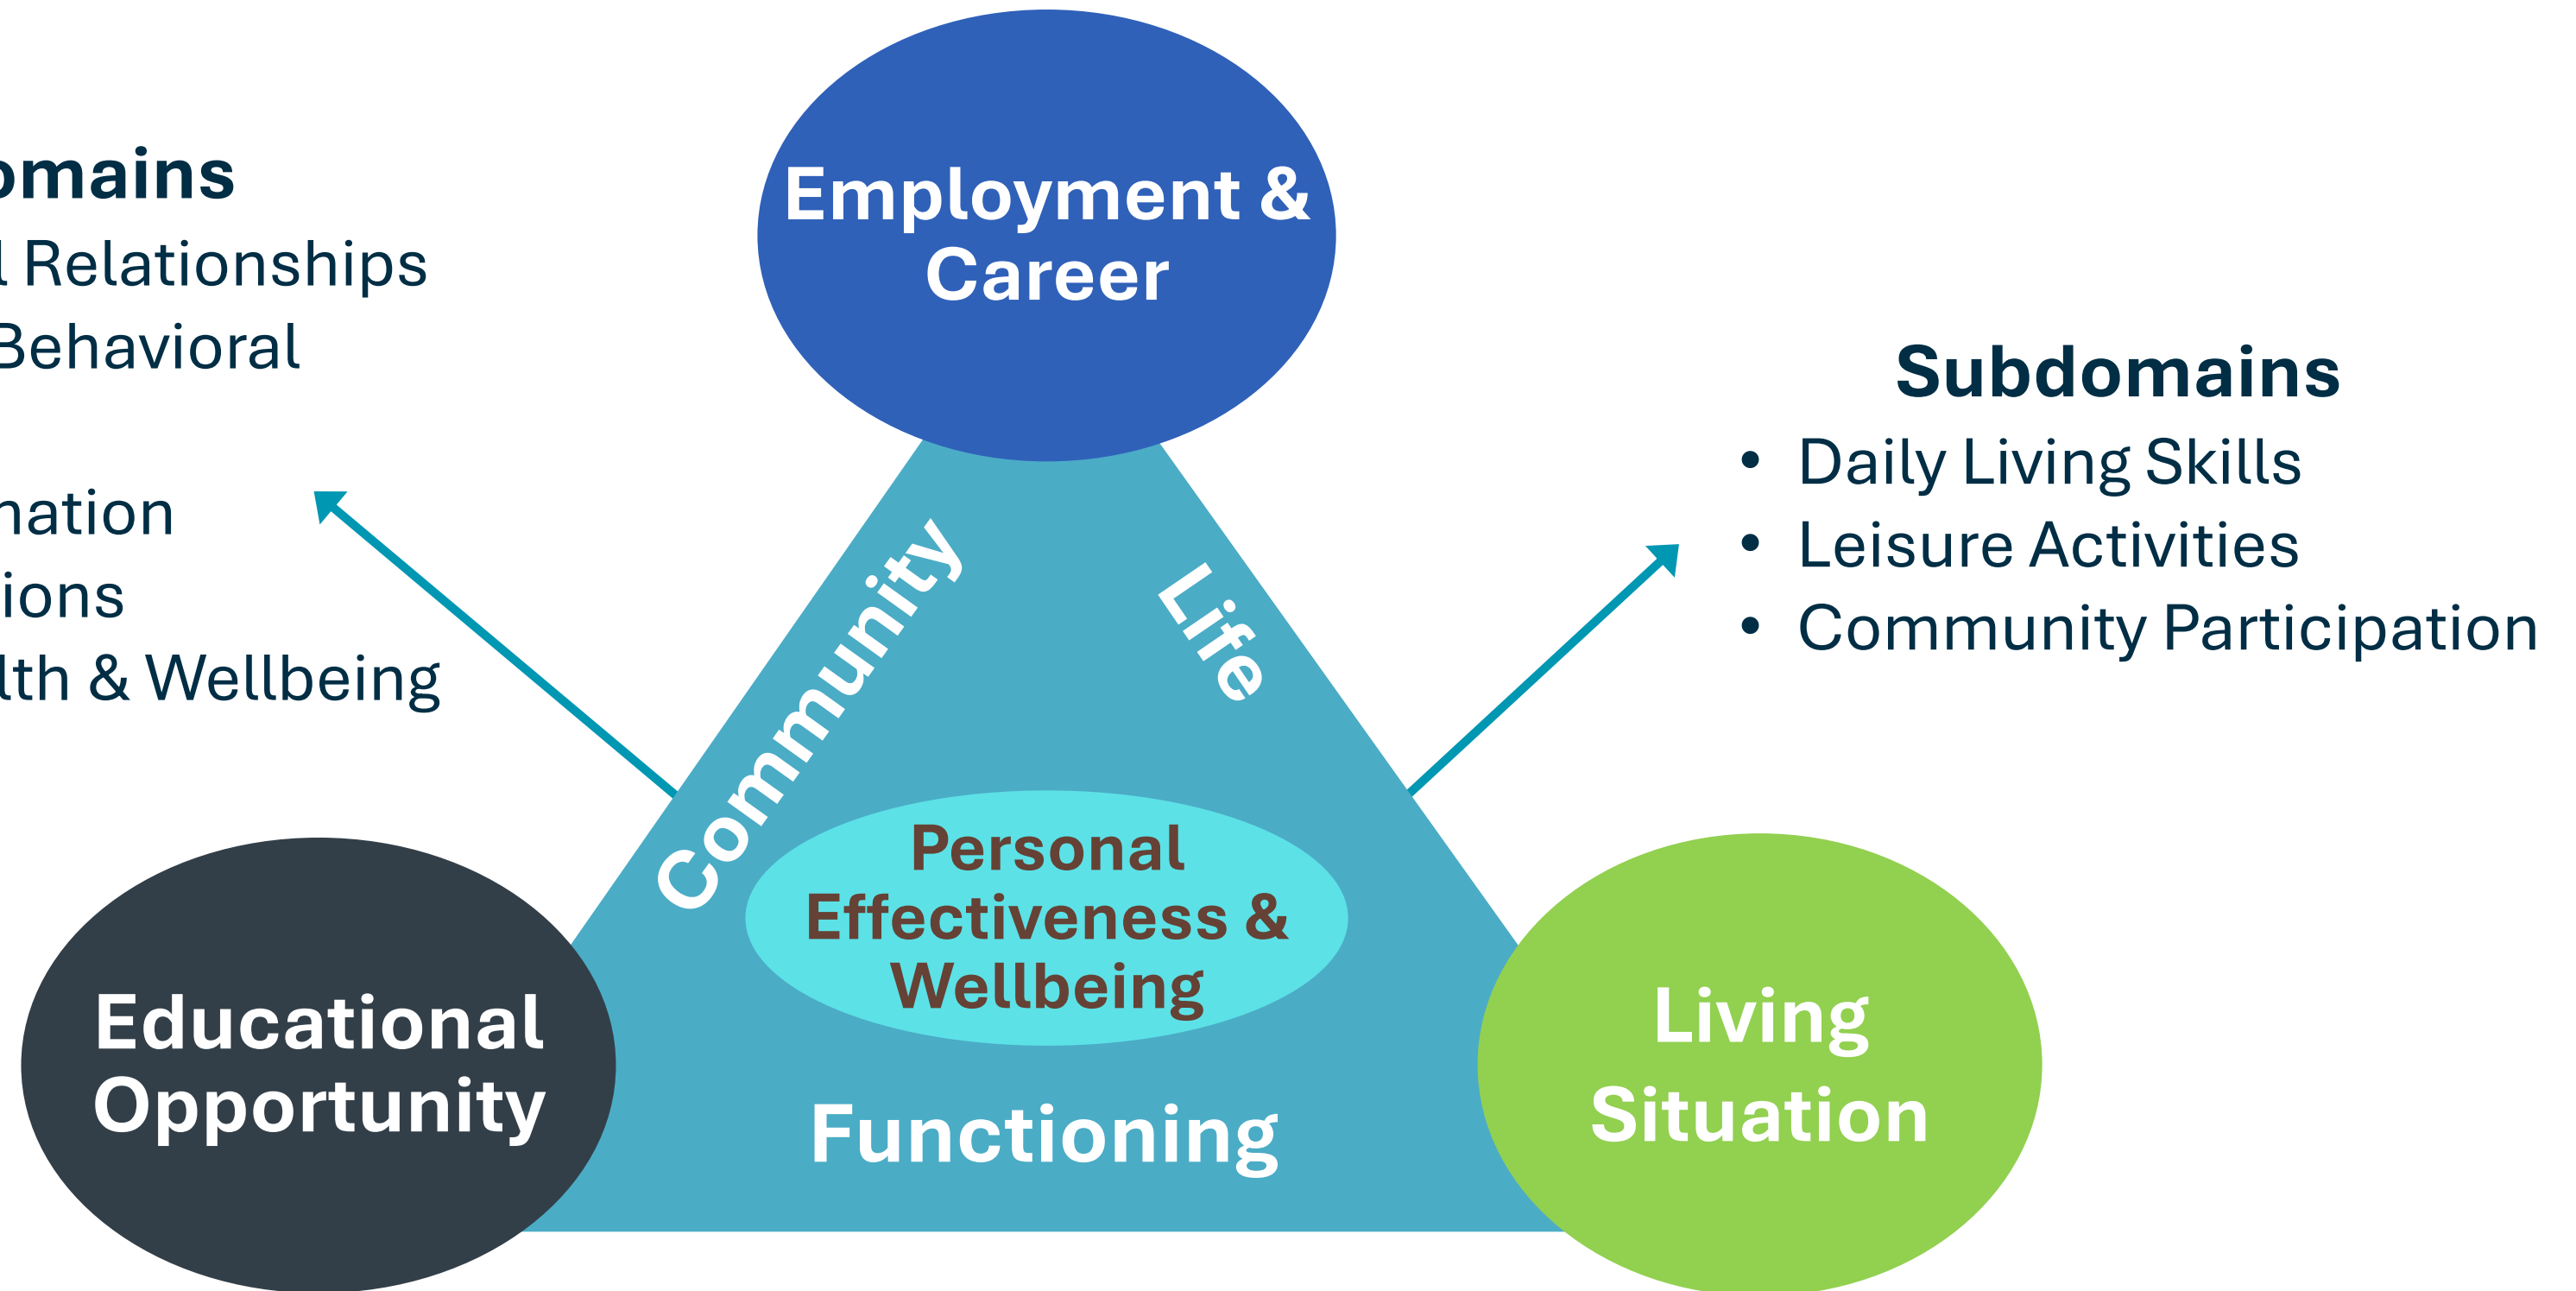 Employment &
Career
omains
l Relationships
Behavioral
nation
ions
lth & Wellbeing
Subdomains
• Daily Living Skills
• Leisure Activities
• Community Participation
Community
Life
Personal
Effectiveness &
Wellbeing
Functioning
Educational
Opportunity
Living
Situation